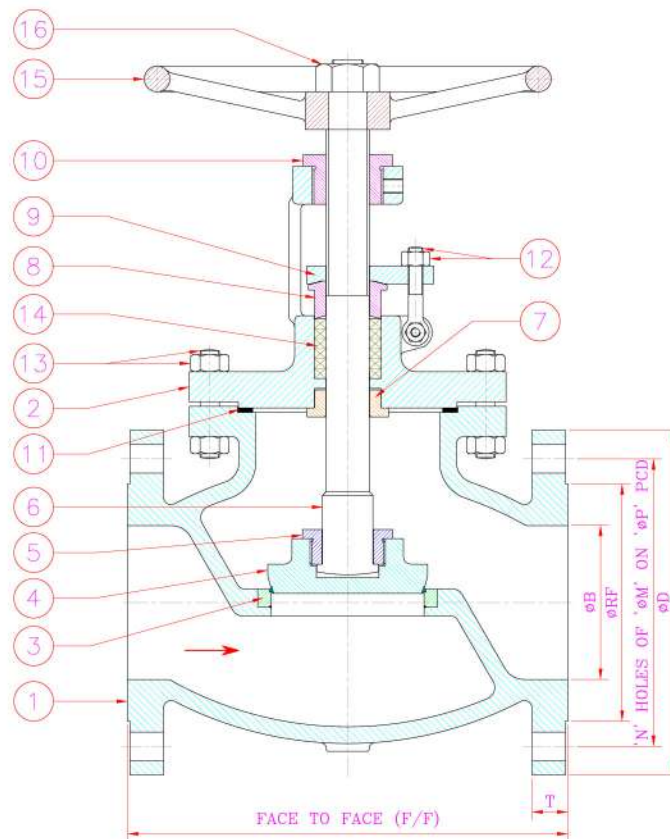 16
15
10
9
12
8
7
14
13
2
11
6
5
4
3
1
øB
øRF
'N' HOLES OF 'øM' ON 'øP' PCD
øD
T
FACE TO FACE (F/F)